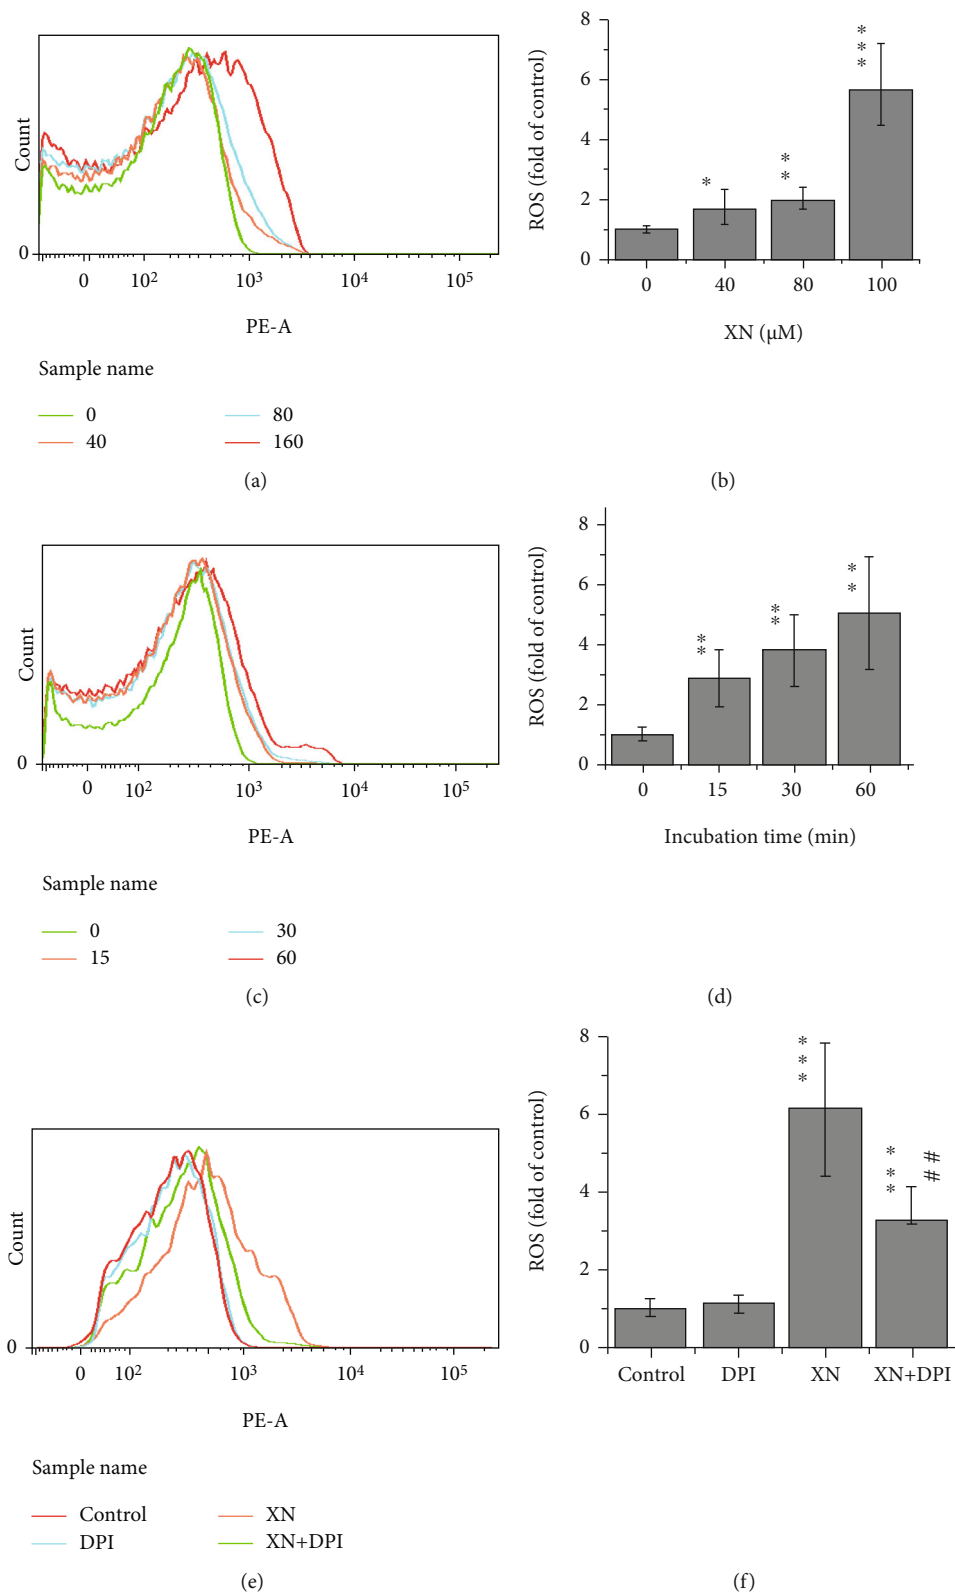 Count
0
0 10² 10³ 10⁴ 10⁵
PE-A
Sample name
0 80
40 160
(a)
ROS (fold of control)
8
6
4
2
0
* ** ***
0 40 80 100
XN (µM)
(b)
Count
0
0 10² 10³ 10⁴ 10⁵
PE-A
Sample name
0 30
15 60
(c)
ROS (fold of control)
8
6
4
2
0
** ** **
0 15 30 60
Incubation time (min)
(d)
Count
0
0 10² 10³ 10⁴ 10⁵
PE-A
Sample name
Control XN
DPI XN+DPI
(e)
ROS (fold of control)
8
6
4
2
0
*** *** ##
Control DPI XN XN+DPI
(f)